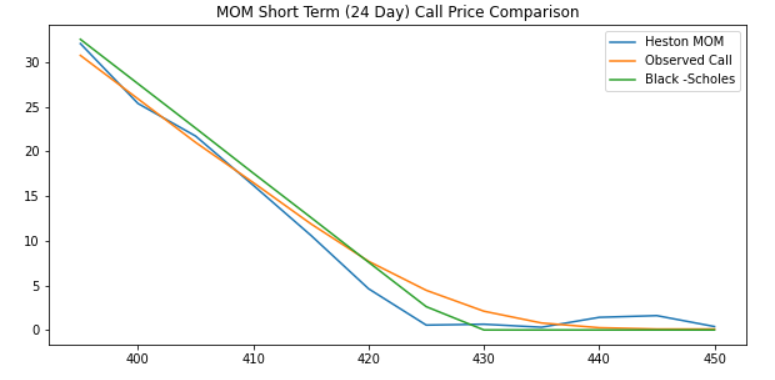 MOM Short Term (24 Day) Call Price Comparison
Heston MOM
Observed Call
Black -Scholes
30
25
20
15
10
5
0
400 410 420 430 440 450